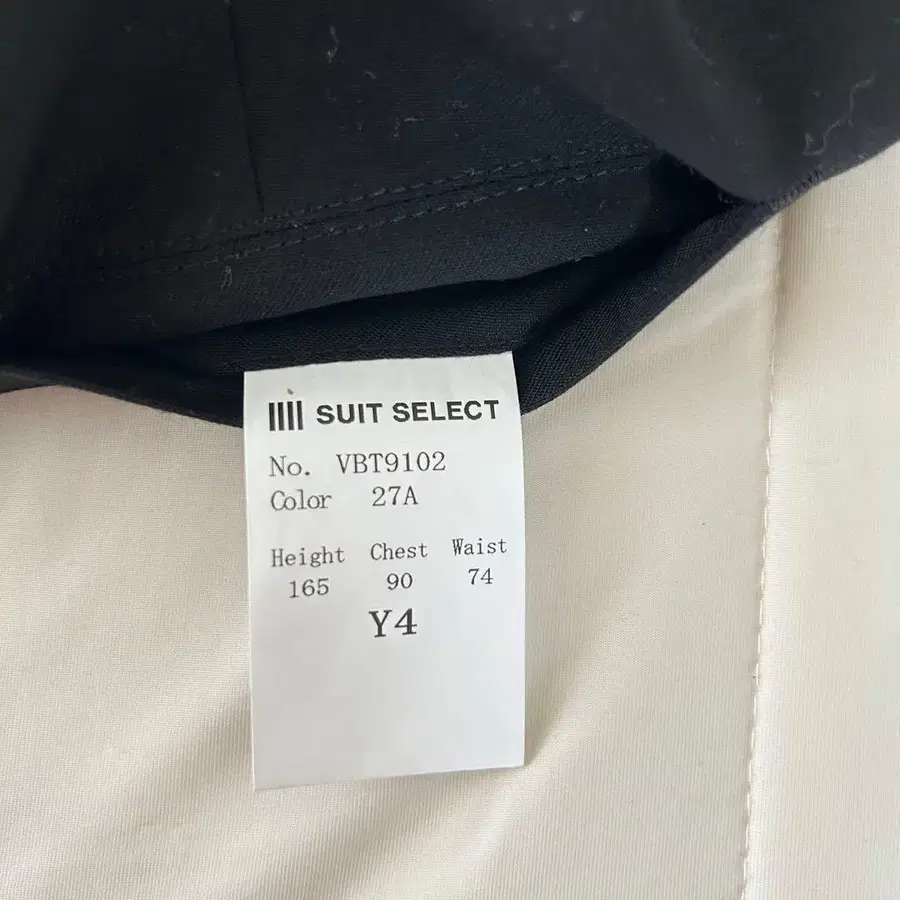 SUIT SELECT
No. VBT9102
Color 27A
Height Chest Waist
165 90 74
Y4